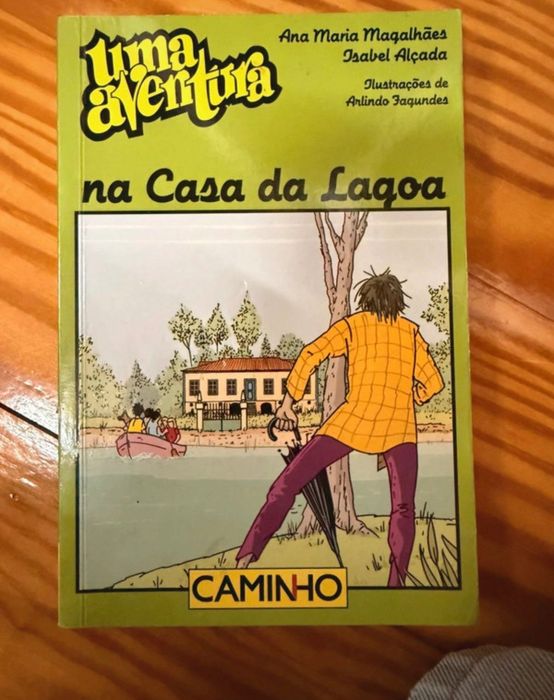 uma
aventura
Ana Maria Magalhães
Isabel Alçada
Ilustrações de
Arlindo Fagundes
na Casa da Lagoa
CAMINHO